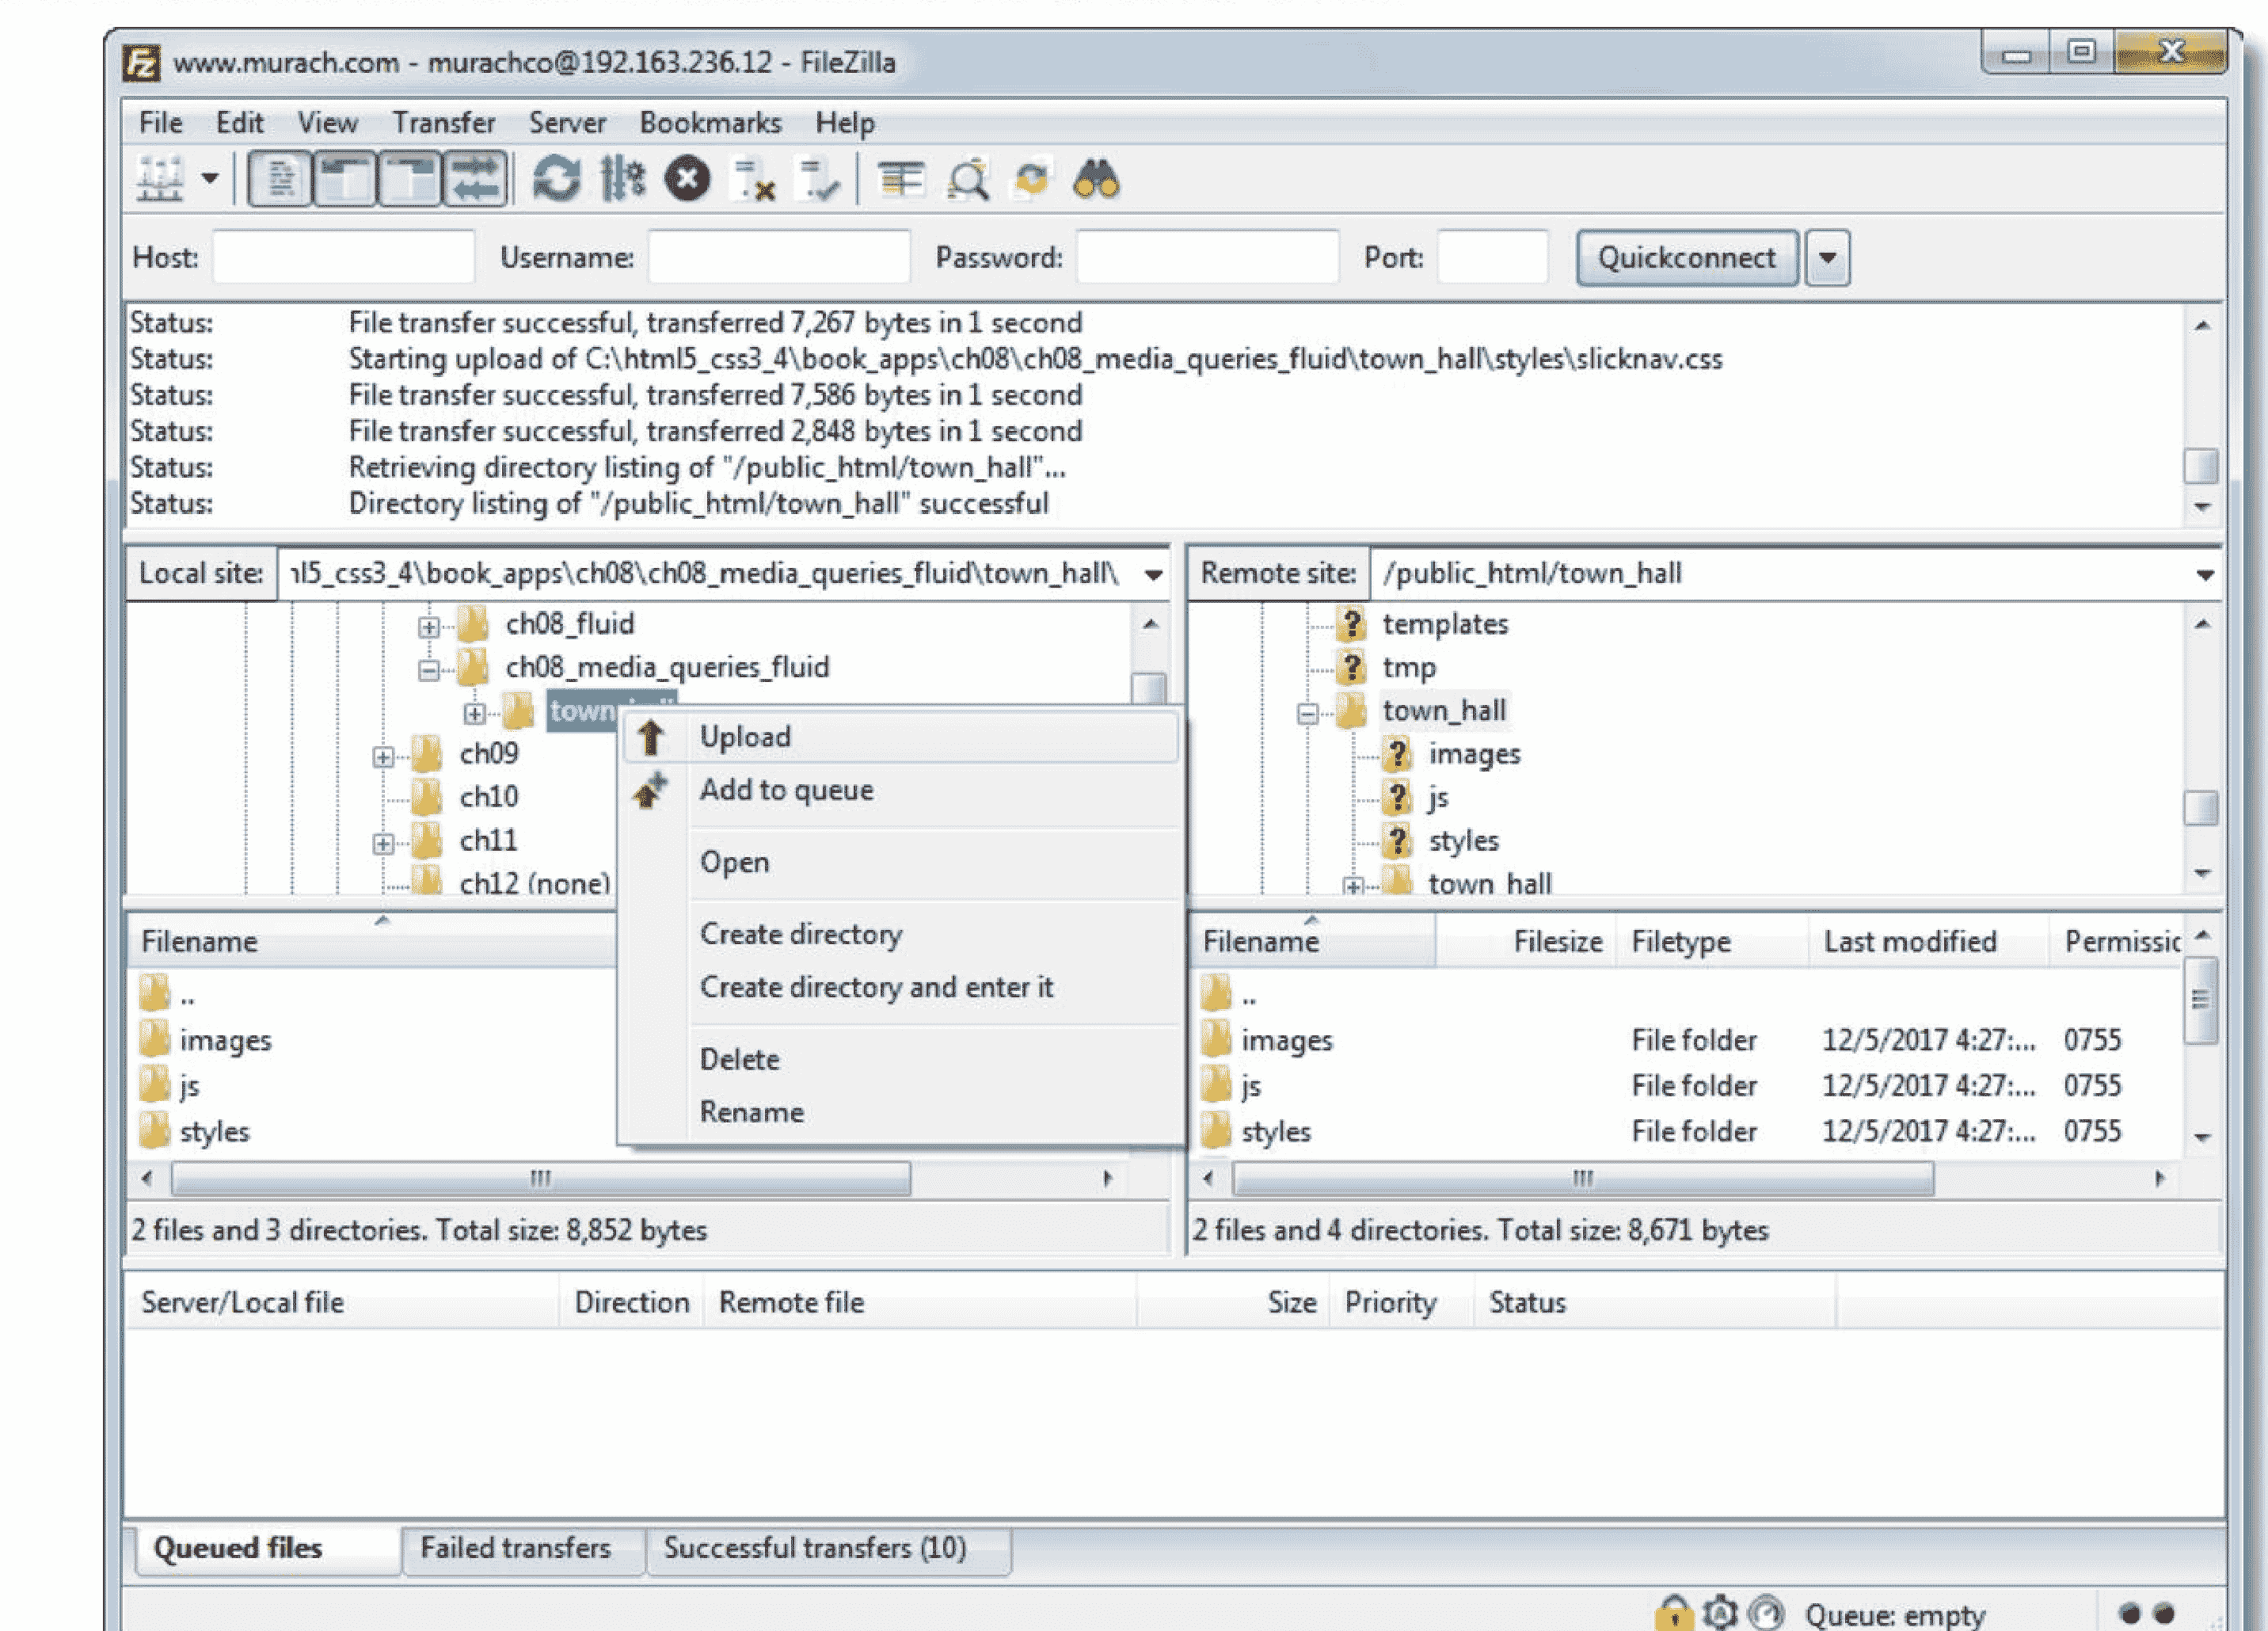 www.murach.com - murachco@192.163.236.12 - FileZilla
File Edit View Transfer Server Bookmarks Help
Host: Username: Password: Port: Quickconnect
Status: File transfer successful, transferred 7,267 bytes in 1 second
Status: Starting upload of C:\html5_css3_4\book_apps\ch08\ch08_media_queries_fluid\town_hall\styles\slicknav.css
Status: File transfer successful, transferred 7,586 bytes in 1 second
Status: File transfer successful, transferred 2,848 bytes in 1 second
Status: Retrieving directory listing of "/public_html/town_hall"...
Status: Directory listing of "/public_html/town_hall" successful
Local site: nl5_css3_4\book_apps\ch08\ch08_media_queries_fluid\town_hall\
ch08_fluid
ch08_media_queries_fluid
town
ch09
ch10
ch11
ch12 (none)
Upload
Add to queue
Open
Create directory
Create directory and enter it
Delete
Rename
Filename
..
images
js
styles
2 files and 3 directories. Total size: 8,852 bytes
Remote site: /public_html/town_hall
templates
tmp
town_hall
images
js
styles
town hall
Filename Filesize Filetype Last modified Permissic
..
images File folder 12/5/2017 4:27:... 0755
js File folder 12/5/2017 4:27:... 0755
styles File folder 12/5/2017 4:27:... 0755
2 files and 4 directories. Total size: 8,671 bytes
Server/Local file Direction Remote file Size Priority Status
Queued files Failed transfers Successful transfers (10)
Queue: empty